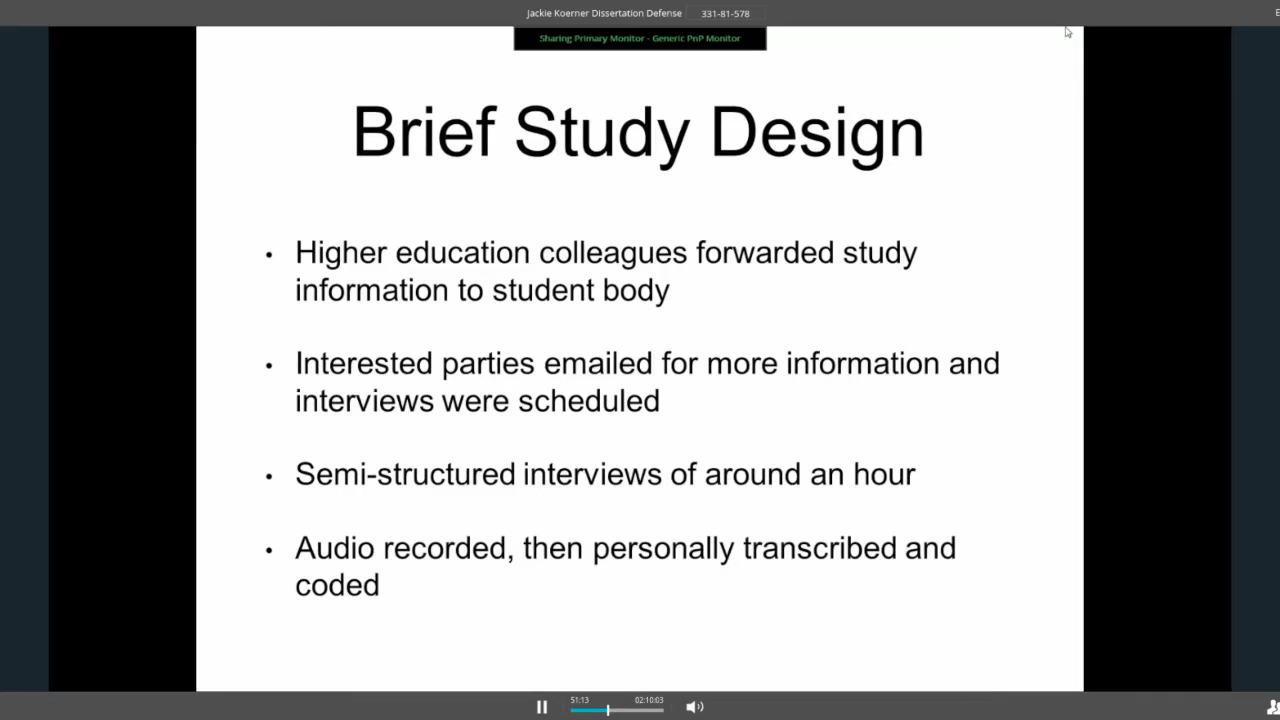 Jackie Koerner Dissertation Defense 331-81-578
Sharing Primary Monitor - Generic PnP Monitor
Brief Study Design
• Higher education colleagues forwarded study
information to student body
• Interested parties emailed for more information and
interviews were scheduled
• Semi-structured interviews of around an hour
• Audio recorded, then personally transcribed and
coded
51:13 02:10:03